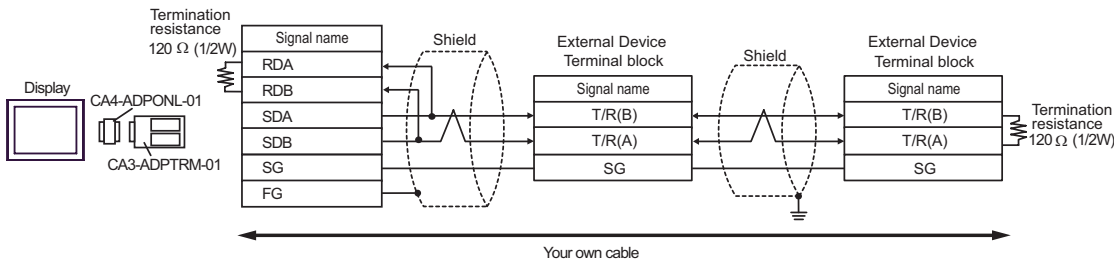 Termination
resistance
120 Ω (1/2W)
Display
CA4-ADPONL-01
CA3-ADPTRM-01
Signal name
RDA
RDB
SDA
SDB
SG
FG
Shield
External Device
Terminal block
Signal name
T/R(B)
T/R(A)
SG
Shield
External Device
Terminal block
Signal name
T/R(B)
T/R(A)
SG
Termination
resistance
120 Ω (1/2W)
Your own cable